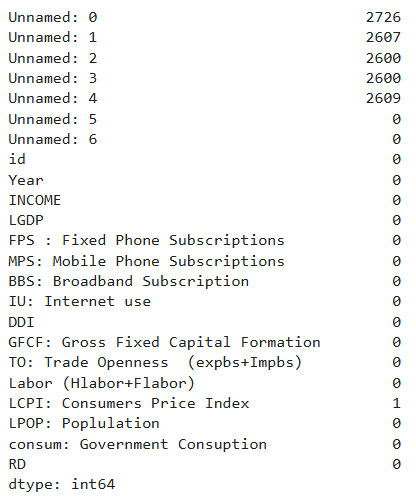 Unnamed: 0 2726
Unnamed: 1 2607
Unnamed: 2 2600
Unnamed: 3 2600
Unnamed: 4 2609
Unnamed: 5 0
Unnamed: 6 0
id 0
Year 0
INCOME 0
LGDP 0
FPS : Fixed Phone Subscriptions 0
MPS: Mobile Phone Subscriptions 0
BBS: Broadband Subscription 0
IU: Internet use 0
DDI 0
GFCF: Gross Fixed Capital Formation 0
TO: Trade Openness  (expbs+Impbs) 0
Labor (Hlabor+Flabor) 0
LCPI: Consumers Price Index 1
LPOP: Poplulation 0
consum: Government Consuption 0
RD 0
dtype: int64